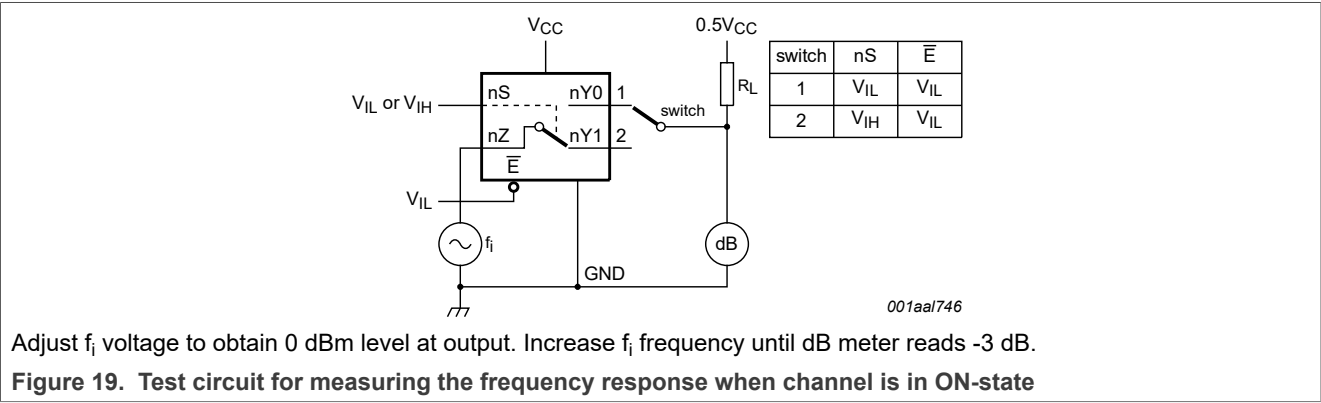 VCC
0.5VCC
switch nS E̅
1 VIL VIL
2 VIH VIL
RL
VIL or VIH
nS nY0 1
switch
nZ nY1 2
E̅
VIL
fi
dB
GND
001aal746
Adjust fi voltage to obtain 0 dBm level at output. Increase fi frequency until dB meter reads -3 dB.
Figure 19. Test circuit for measuring the frequency response when channel is in ON-state